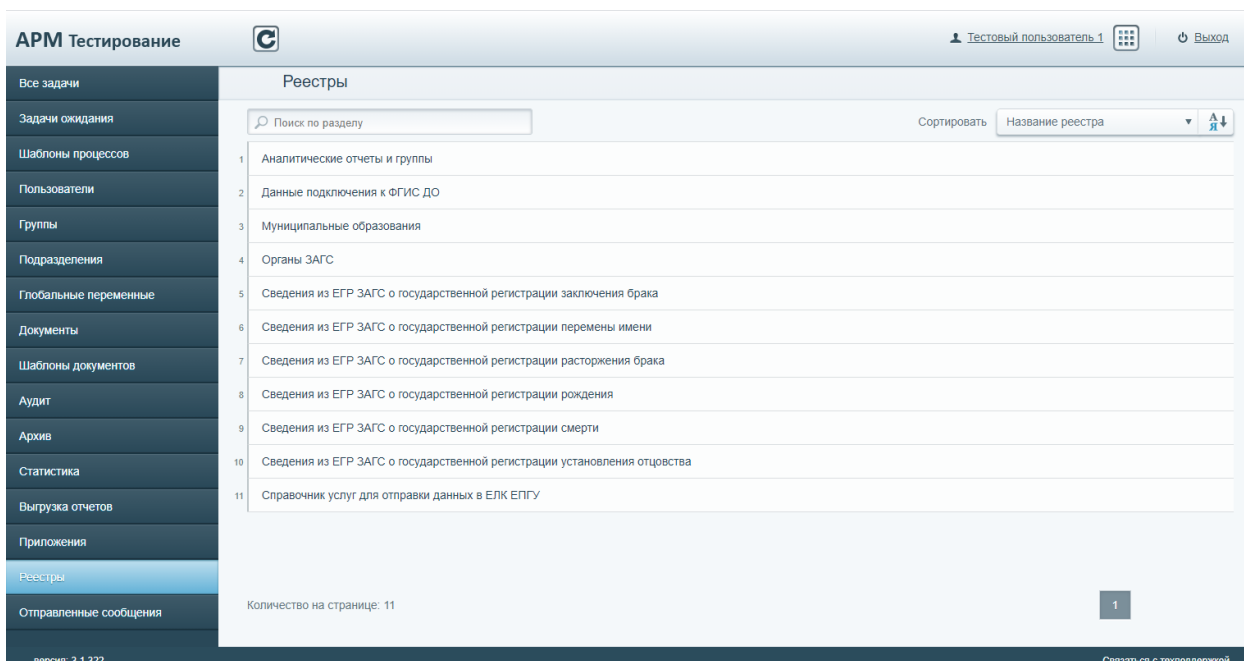 АРМ Тестирование
Тестовый пользователь 1
Выход
Все задачи
Задачи ожидания
Шаблоны процессов
Пользователи
Группы
Подразделения
Глобальные переменные
Документы
Шаблоны документов
Аудит
Архив
Статистика
Выгрузка отчетов
Приложения
Реестры
Отправленные сообщения
Реестры
Поиск по разделу
Сортировать Название реестра А Я
1 Аналитические отчеты и группы
2 Данные подключения к ФГИС ДО
3 Муниципальные образования
4 Органы ЗАГС
5 Сведения из ЕГР ЗАГС о государственной регистрации заключения брака
6 Сведения из ЕГР ЗАГС о государственной регистрации перемены имени
7 Сведения из ЕГР ЗАГС о государственной регистрации расторжения брака
8 Сведения из ЕГР ЗАГС о государственной регистрации рождения
9 Сведения из ЕГР ЗАГС о государственной регистрации смерти
10 Сведения из ЕГР ЗАГС о государственной регистрации установления отцовства
11 Справочник услуг для отправки данных в ЕЛК ЕПГУ
Количество на странице: 11
1
версия: 3.1.322
Связаться с техподдержкой